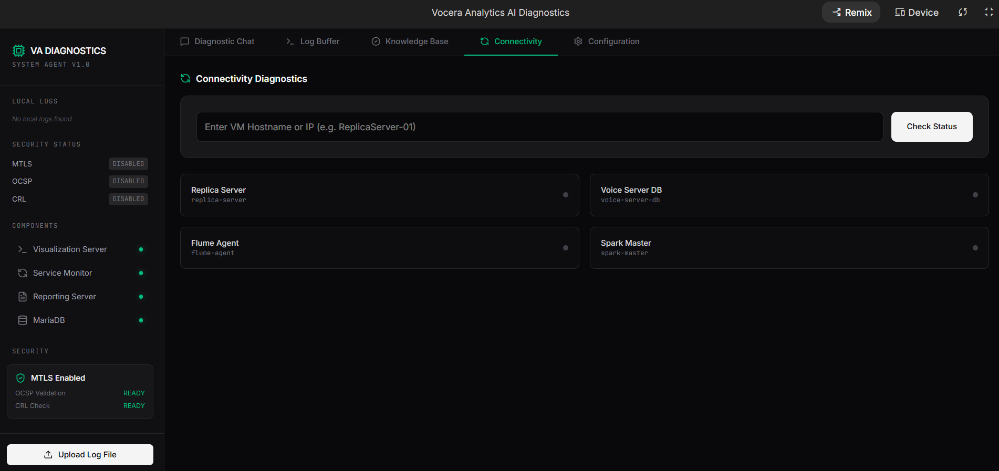 Vocera Analytics AI Diagnostics
Remix
Device
VA DIAGNOSTICS
SYSTEM AGENT V1.0
Diagnostic Chat
Log Buffer
Knowledge Base
Connectivity
Configuration
LOCAL LOGS
No local logs found
SECURITY STATUS
MTLS DISABLED
OCSP DISABLED
CRL DISABLED
COMPONENTS
Visualization Server
Service Monitor
Reporting Server
MariaDB
SECURITY
MTLS Enabled
OCSP Validation READY
CRL Check READY
Upload Log File
Connectivity Diagnostics
Enter VM Hostname or IP (e.g. ReplicaServer-01)
Check Status
Replica Server
replica-server
Voice Server DB
voice-server-db
Flume Agent
flume-agent
Spark Master
spark-master